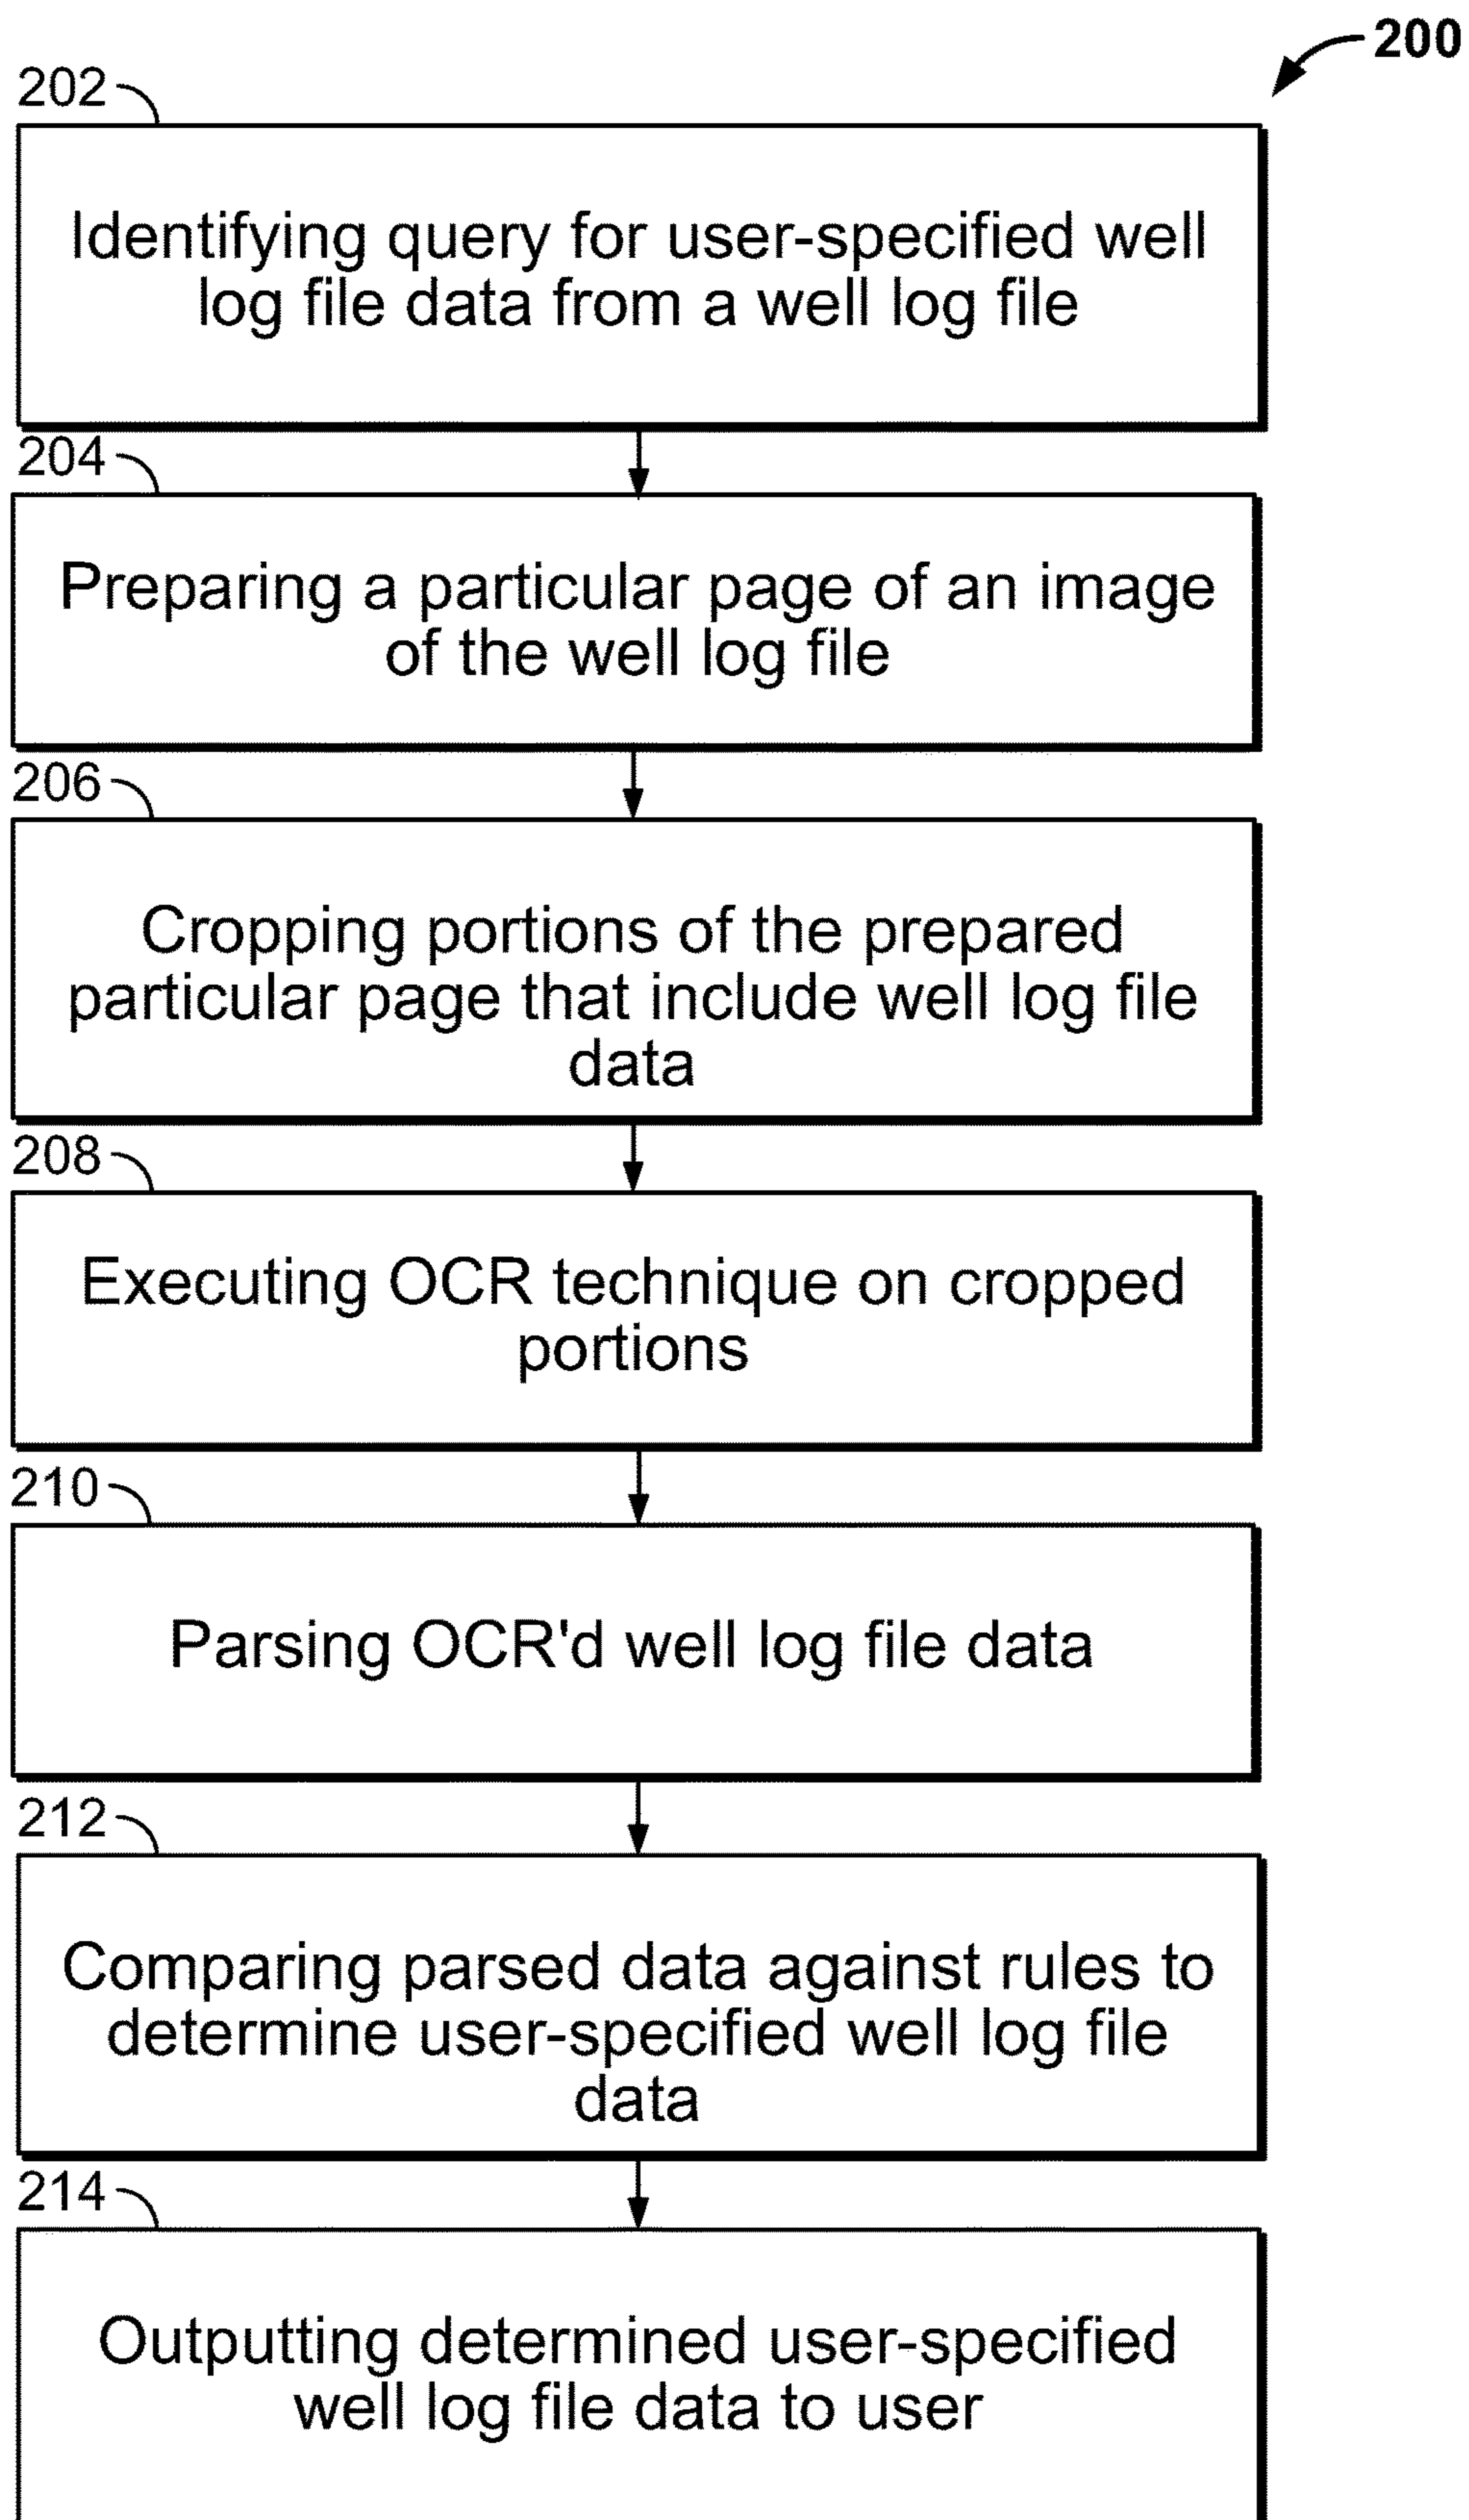 200
202
Identifying query for user-specified well
log file data from a well log file
204
Preparing a particular page of an image
of the well log file
206
Cropping portions of the prepared
particular page that include well log file
data
208
Executing OCR technique on cropped
portions
210
Parsing OCR'd well log file data
212
Comparing parsed data against rules to
determine user-specified well log file
data
214
Outputting determined user-specified
well log file data to user